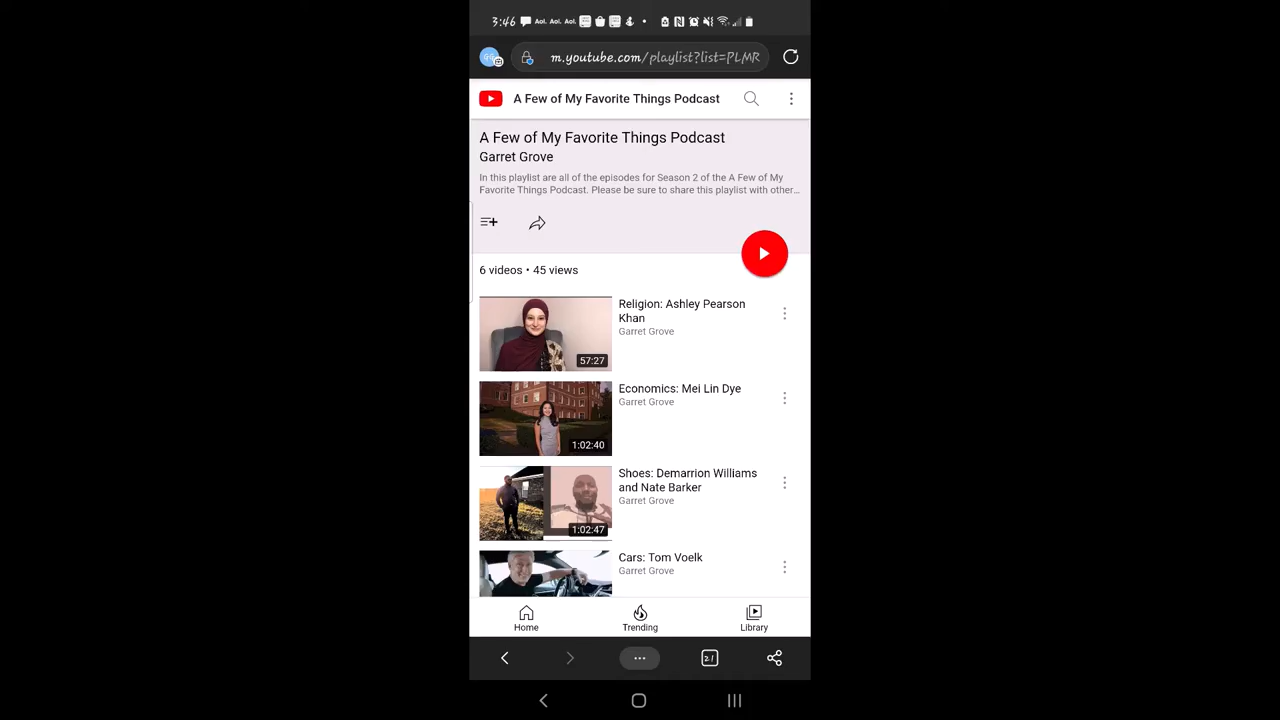 3:46 Aol. Aol. Aol.
m.youtube.com/playlist?list=PLMR
A Few of My Favorite Things Podcast
A Few of My Favorite Things Podcast
Garret Grove
In this playlist are all of the episodes for Season 2 of the A Few of My
Favorite Things Podcast. Please be sure to share this playlist with other...
6 videos • 45 views
Religion: Ashley Pearson
Khan
Garret Grove
57:27
Economics: Mei Lin Dye
Garret Grove
1:02:40
Shoes: Demarrion Williams
and Nate Barker
Garret Grove
1:02:47
Cars: Tom Voelk
Garret Grove
Home
Trending
Library